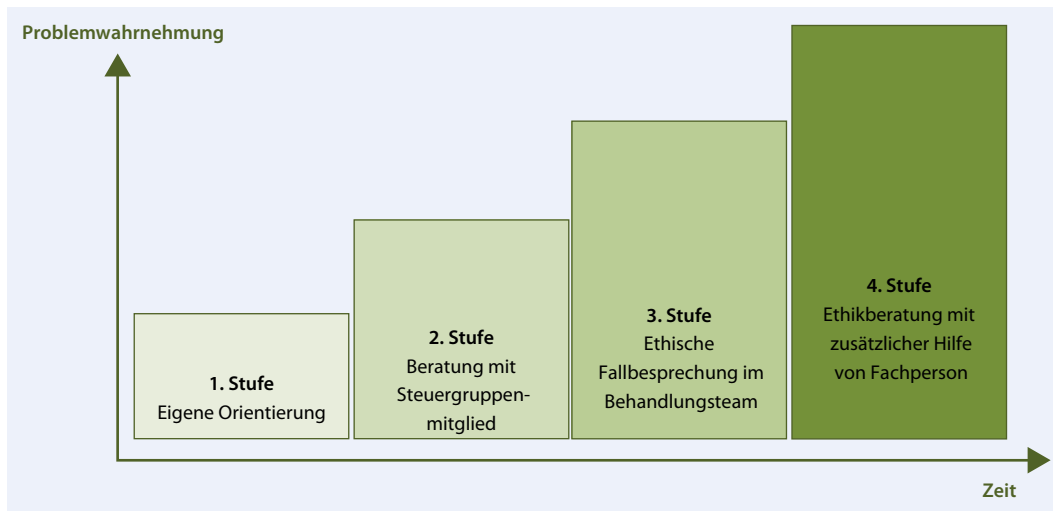 Problemwahrnehmung
1. Stufe
Eigene Orientierung
2. Stufe
Beratung mit
Steuergruppen-
mitglied
3. Stufe
Ethische
Fallbesprechung im
Behandlungsteam
4. Stufe
Ethikberatung mit
zusätzlicher Hilfe
von Fachperson
Zeit